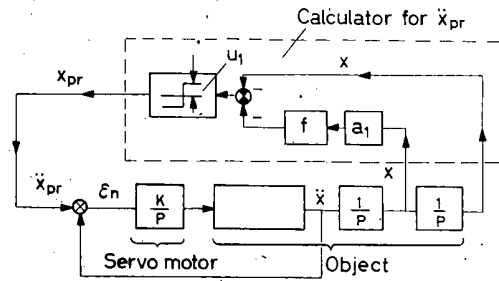 Calculator for ẍpr
u1
x
xpr
f
a1
x
ẍpr
εn
K/P
ẍ
1/P
1/P
Servo motor
Object